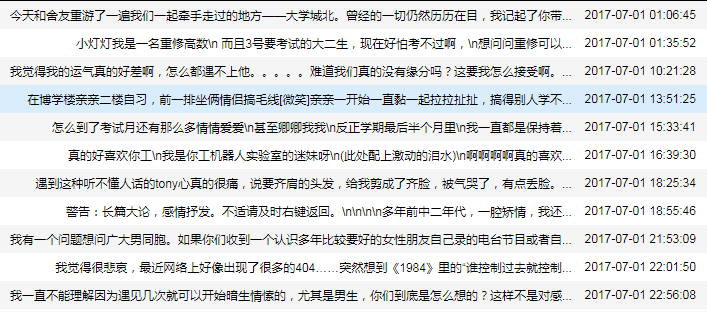 今天和舍友重游了一遍我们一起牵手走过的地方——大学城北。曾经的一切仍然历历在目，我记起了你带... 2017-07-01 01:06:45
小灯灯我是一名重修高数\n 而且3号要考试的大二生，现在好怕考不过啊，\n想问问重修可以... 2017-07-01 01:35:52
我觉得我的运气真的好差啊，怎么都遇不上他。。。。。难道我们真的没有缘分吗？这要我怎么接受啊。... 2017-07-01 10:21:28
在博学楼亲亲二楼自习，前一排坐俩情侣搞毛线[微笑]亲亲一开始一直黏一起拉拉扯扯，搞得别人学不... 2017-07-01 13:51:25
怎么到了考试月还有那么多情情爱爱\n甚至卿卿我我\n反正学期最后半个月里\n我一直都是保持着... 2017-07-01 15:33:41
真的好喜欢你工\n我是你工机器人实验室的迷妹呀\n(此处配上激动的泪水)\n啊啊啊啊真的喜欢... 2017-07-01 16:39:30
遇到这种听不懂人话的tony心真的很痛，说要齐肩的头发，给我剪成了齐脸，被气哭了，有点丢脸。... 2017-07-01 18:25:34
警告：长篇大论，感情抒发。不适请及时右键返回。\n\n\n\n多年前中二年代，一腔矫情，我还... 2017-07-01 18:55:46
我有一个问题想问广大男同胞。如果你们收到一个认识多年比较要好的女性朋友自己录的电台节目或者自... 2017-07-01 21:53:09
我觉得很悲哀，最近网络上好像出现了很多的404……突然想到《1984》里的“谁控制过去就控制... 2017-07-01 22:01:50
我一直不能理解因为遇见几次就可以开始暗生情愫的，尤其是男生，你们到底是怎么想的？这样不是对感... 2017-07-01 22:56:08